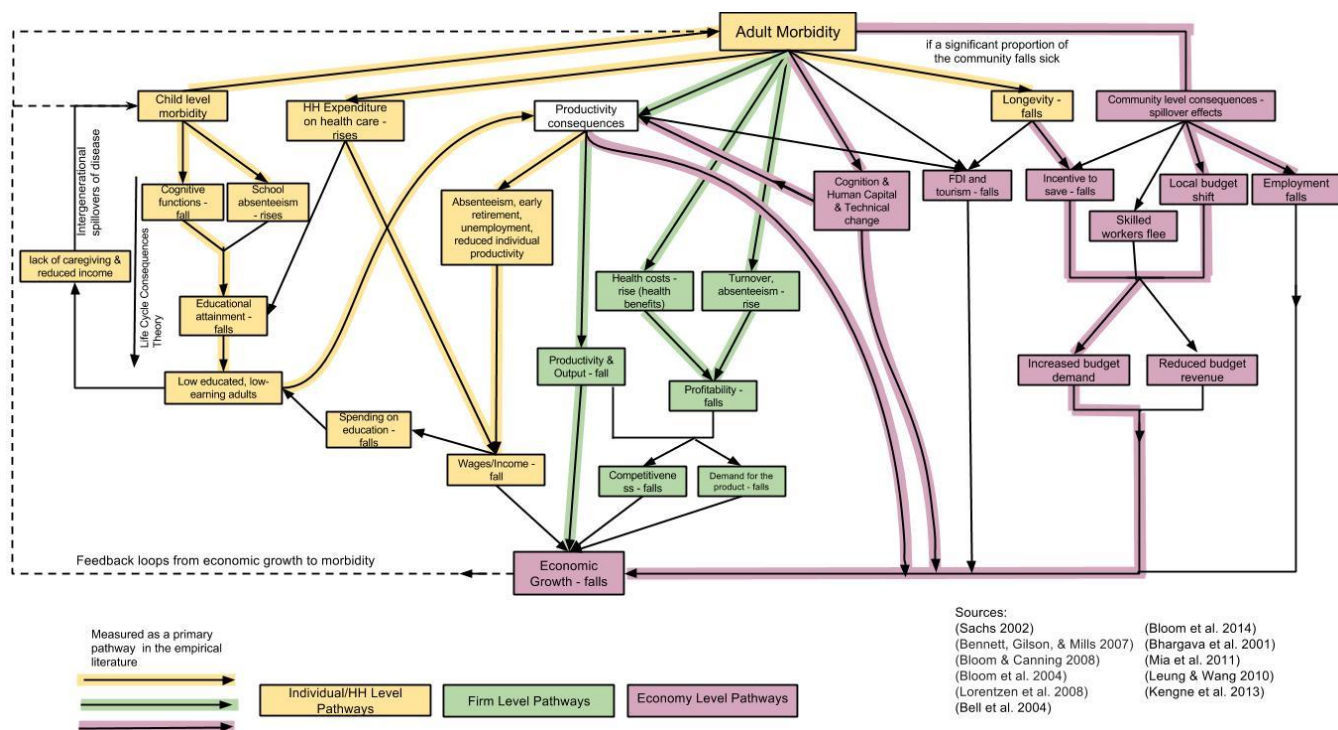 Adult Morbidity
if a significant proportion of
the community falls sick
Child level
morbidity
HH Expenditure
on health care -
rises
Productivity
consequences
Longevity -
falls
Community level consequences -
spillover effects
Intergenerational
spillovers of disease
Cognitive
functions -
fall
School
absenteeism -
rises
Absenteeism, early
retirement,
unemployment,
reduced individual
productivity
Cognition &
Human Capital
& Technical
change
FDI and
tourism - falls
Incentive to
save - falls
Local budget
shift
Employment
falls
Skilled
workers flee
lack of caregiving &
reduced income
Life Cycle Consequences
Theory
Health costs -
rise (health
benefits)
Turnover,
absenteeism -
rise
Educational
attainment -
falls
Productivity &
Output - fall
Increased budget
demand
Reduced budget
revenue
Low educated, low-
earning adults
Profitability -
falls
Spending on
education -
falls
Wages/Income -
fall
Competitivene
ss - falls
Demand for the
product - falls
Feedback loops from economic growth to morbidity
Economic
Growth - falls
Measured as a primary
pathway in the empirical
literature
Individual/HH Level
Pathways
Firm Level Pathways
Economy Level Pathways
Sources:
(Sachs 2002)
(Bennett, Gilson, & Mills 2007)
(Bloom & Canning 2008)
(Bloom et al. 2004)
(Lorentzen et al. 2008)
(Bell et al. 2004)
(Bloom et al. 2014)
(Bhargava et al. 2001)
(Mia et al. 2011)
(Leung & Wang 2010)
(Kengne et al. 2013)